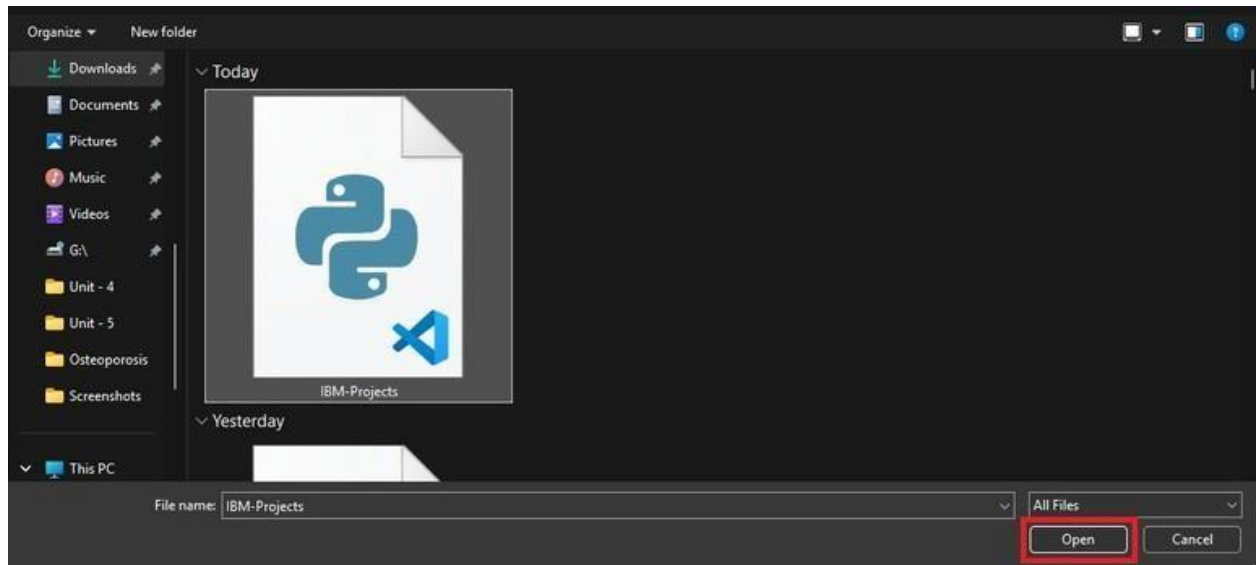 Organize New folder
Downloads
Today
Documents
Pictures
Music
Videos
G:\
Unit - 4
Unit - 5
Osteoporosis
Screenshots
IBM-Projects
Yesterday
This PC
File name: IBM-Projects All Files
Open Cancel